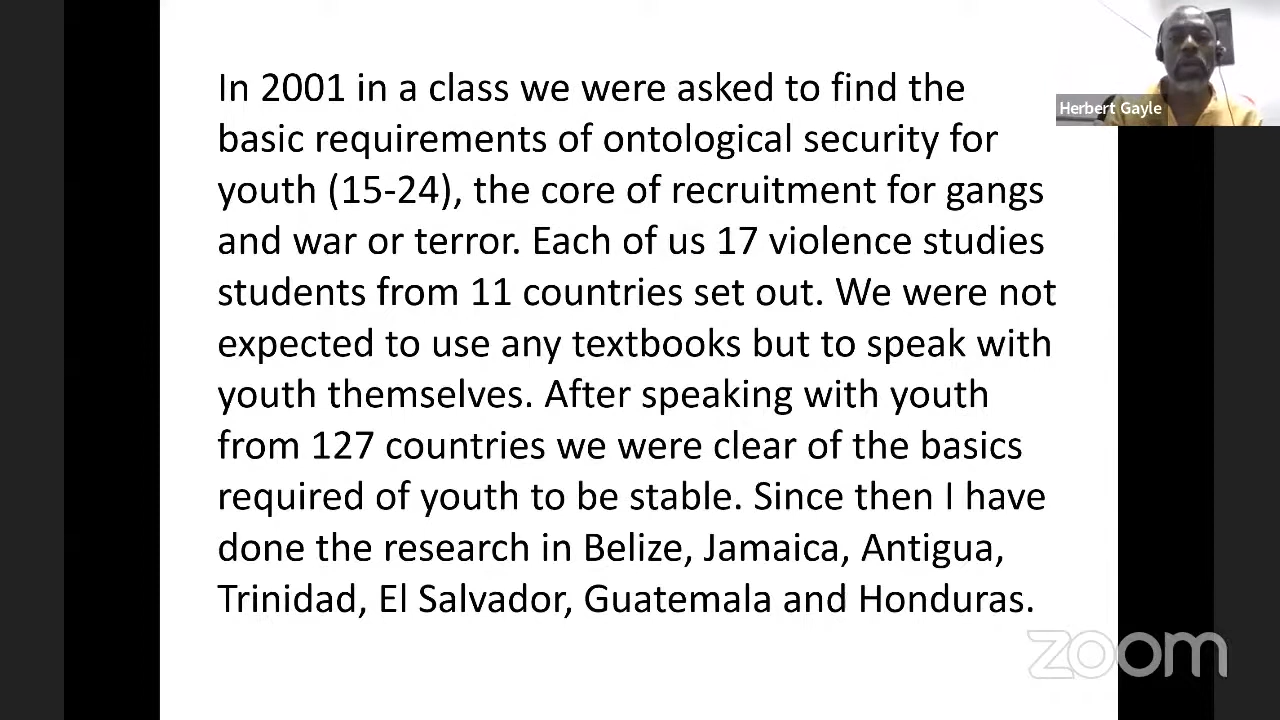 In 2001 in a class we were asked to find the
basic requirements of ontological security for
youth (15-24), the core of recruitment for gangs
and war or terror. Each of us 17 violence studies
students from 11 countries set out. We were not
expected to use any textbooks but to speak with
youth themselves. After speaking with youth
from 127 countries we were clear of the basics
required of youth to be stable. Since then I have
done the research in Belize, Jamaica, Antigua,
Trinidad, El Salvador, Guatemala and Honduras.
Herbert Gayle
zoom